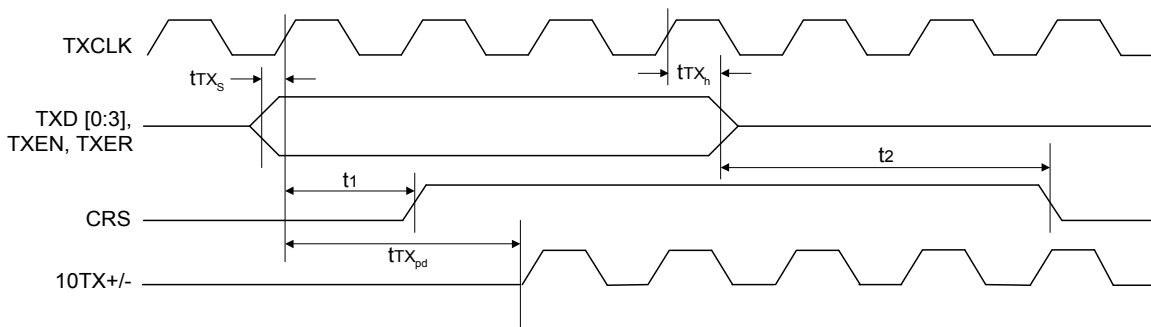 TXCLK
tTXs
tTXh
TXD [0:3],
TXEN, TXER
t2
t1
CRS
tTXpd
10TX+/-